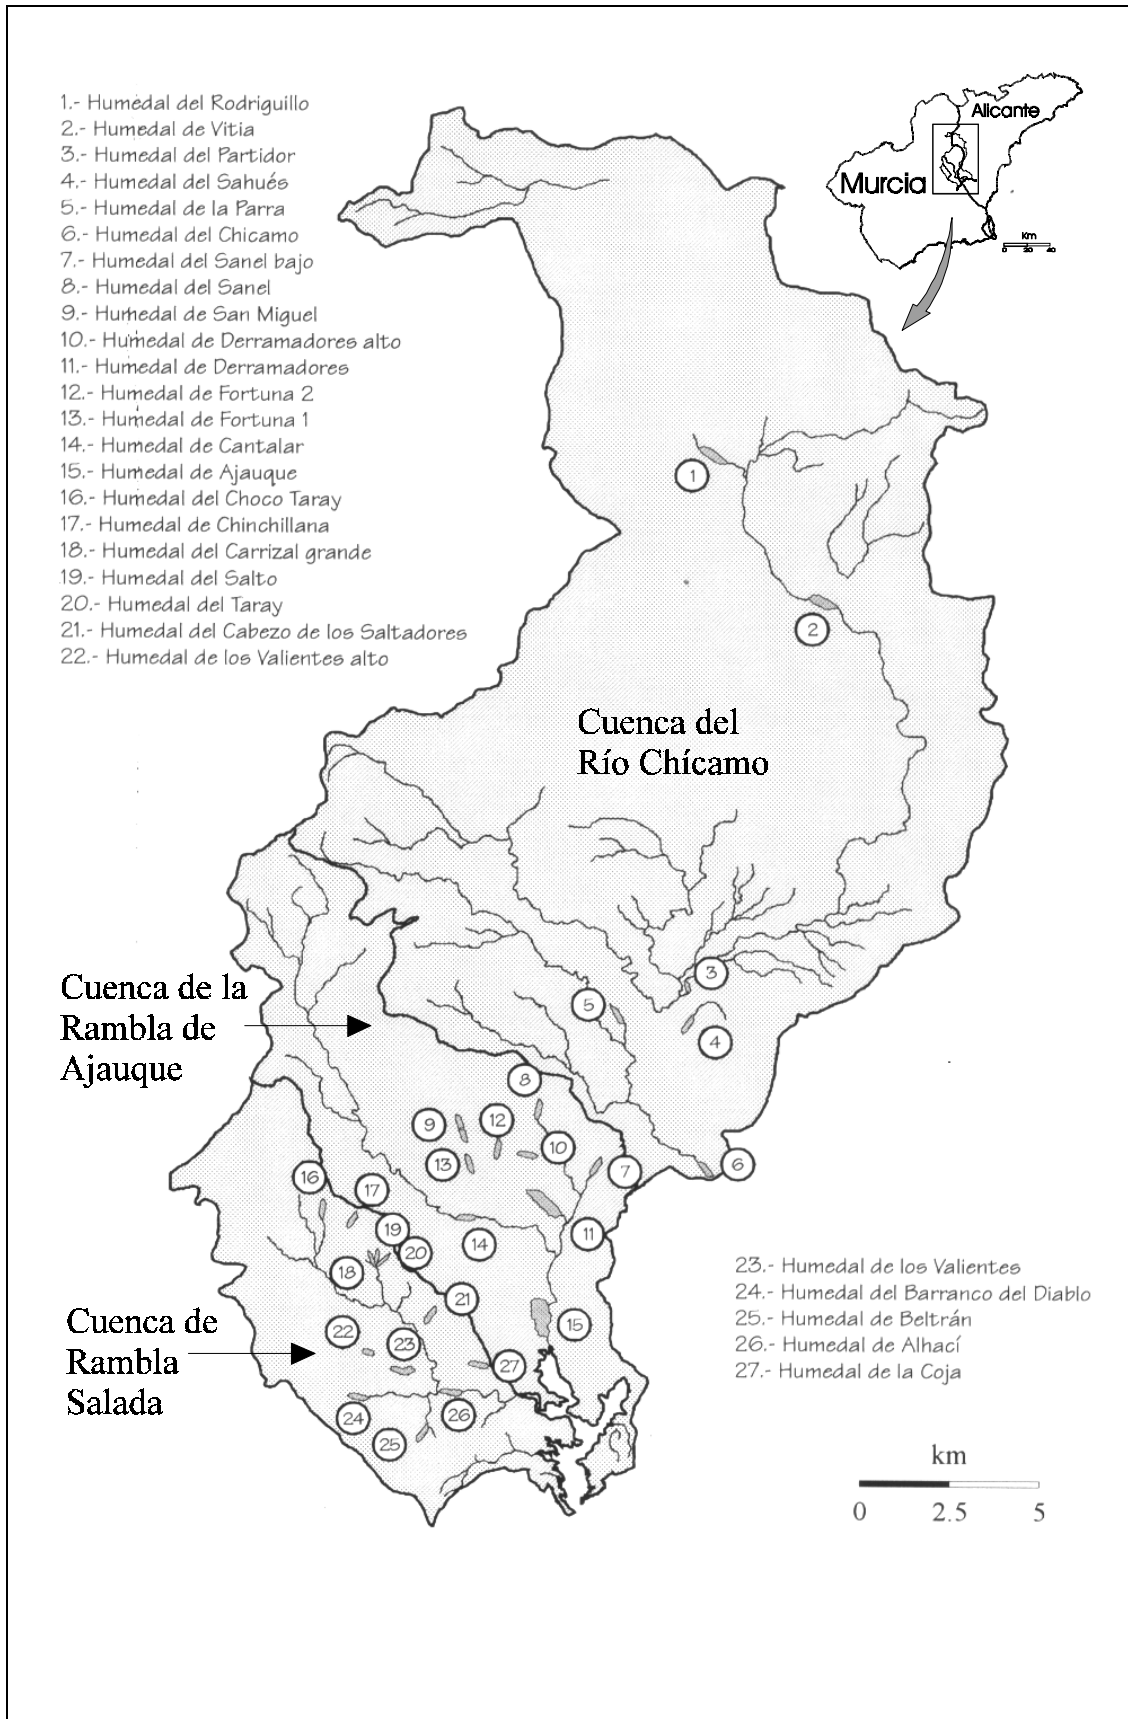 1.- Humedal del Rodriguillo
2.- Humedal de Vitia
3.- Humedal del Partidor
4.- Humedal del Sahués
5.- Humedal de la Parra
6.- Humedal del Chicamo
7.- Humedal del Sanel bajo
8.- Humedal del Sanel
9.- Humedal de San Miguel
10.- Humedal de Derramadores alto
11.- Humedal de Derramadores
12.- Humedal de Fortuna 2
13.- Humedal de Fortuna 1
14.- Humedal de Cantalar
15.- Humedal de Ajauque
16.- Humedal del Choco Taray
17.- Humedal de Chinchillana
18.- Humedal del Carrizal grande
19.- Humedal del Salto
20.- Humedal del Taray
21.- Humedal del Cabezo de los Saltadores
22.- Humedal de los Valientes alto
Alicante
Murcia
Km
0 20 40
1
2
Cuenca del
Río Chícamo
3
5
4
Cuenca de la
Rambla de
Ajauque
8
9
12
10
13
7
6
16
17
19
11
14
20
18
21
15
22
23
27
24
26
25
Cuenca de
Rambla
Salada
23.- Humedal de los Valientes
24.- Humedal del Barranco del Diablo
25.- Humedal de Beltrán
26.- Humedal de Alhací
27.- Humedal de la Coja
km
0 2.5 5